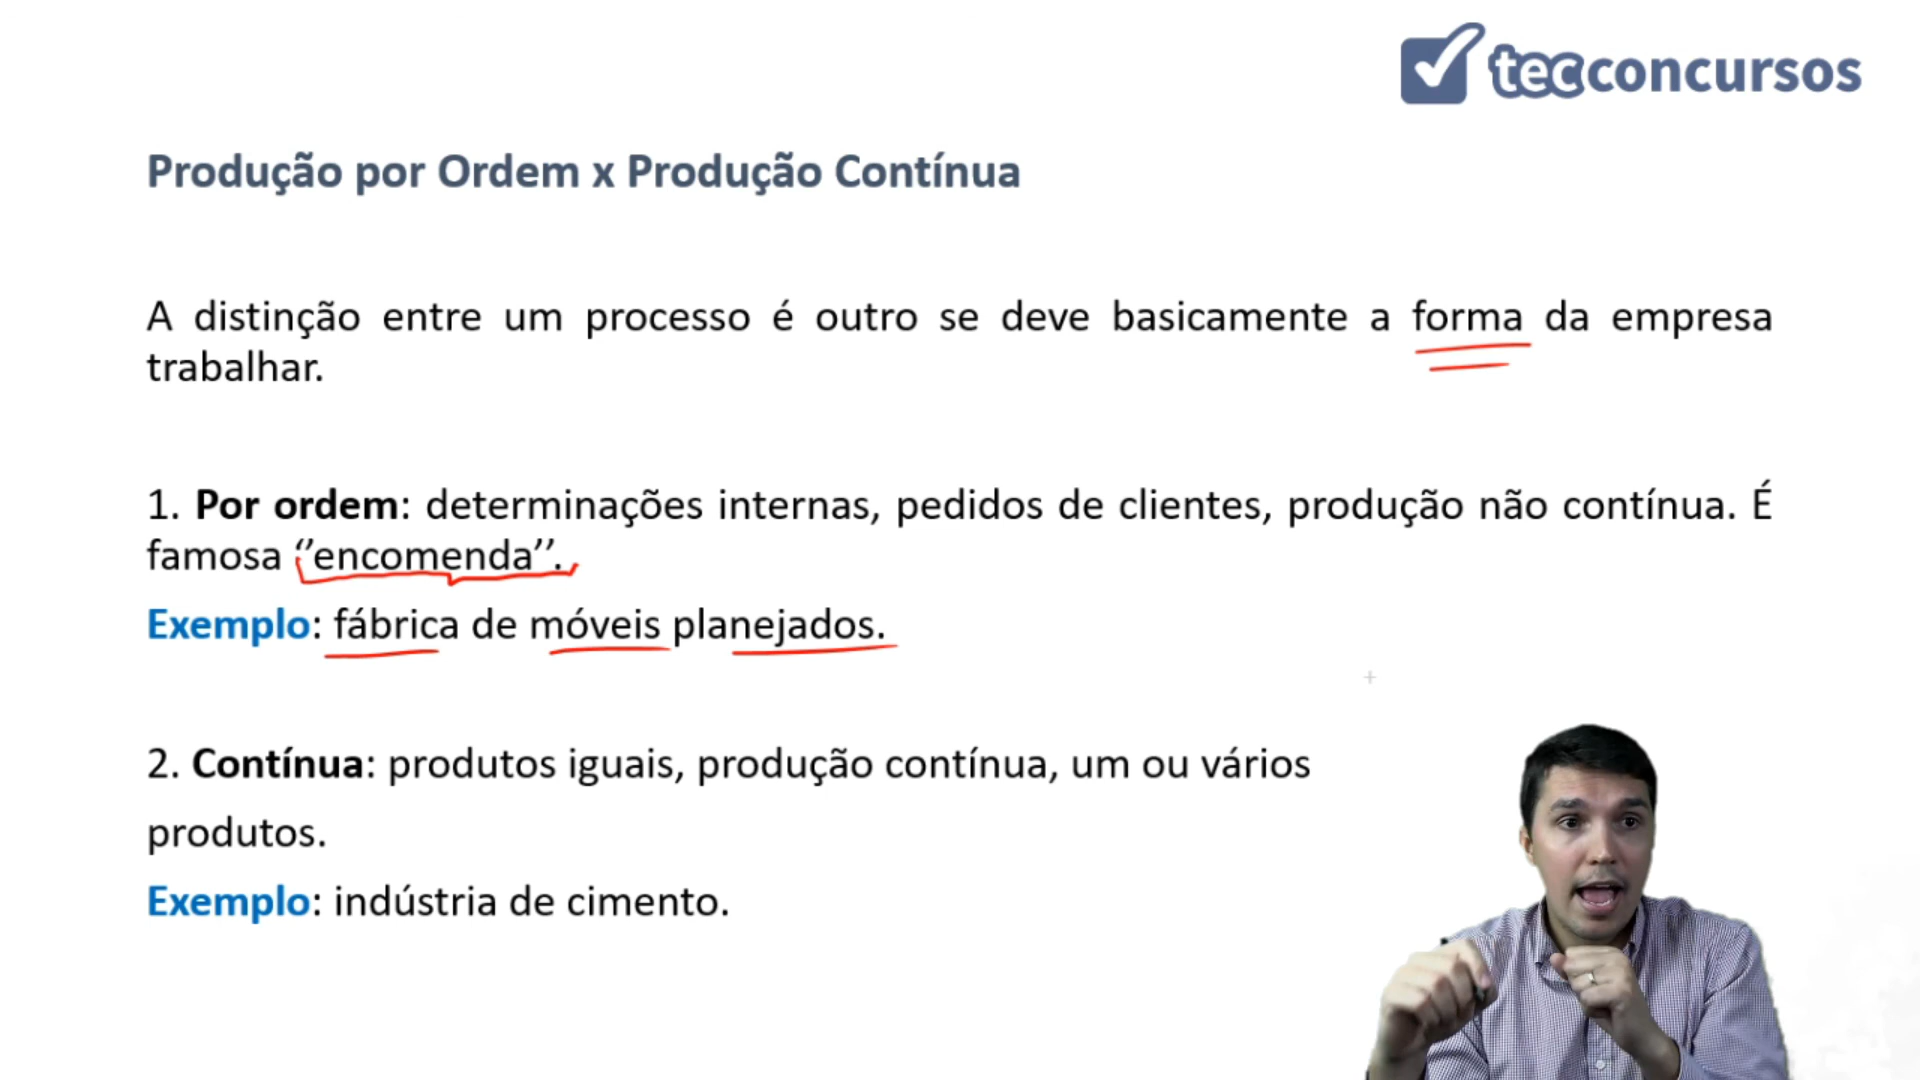 tecconcursos
Produção por Ordem x Produção Contínua
A distinção entre um processo é outro se deve basicamente a forma da empresa
trabalhar.
1. Por ordem: determinações internas, pedidos de clientes, produção não contínua. É
famosa ‘’encomenda’’.
Exemplo: fábrica de móveis planejados.
2. Contínua: produtos iguais, produção contínua, um ou vários
produtos.
Exemplo: indústria de cimento.